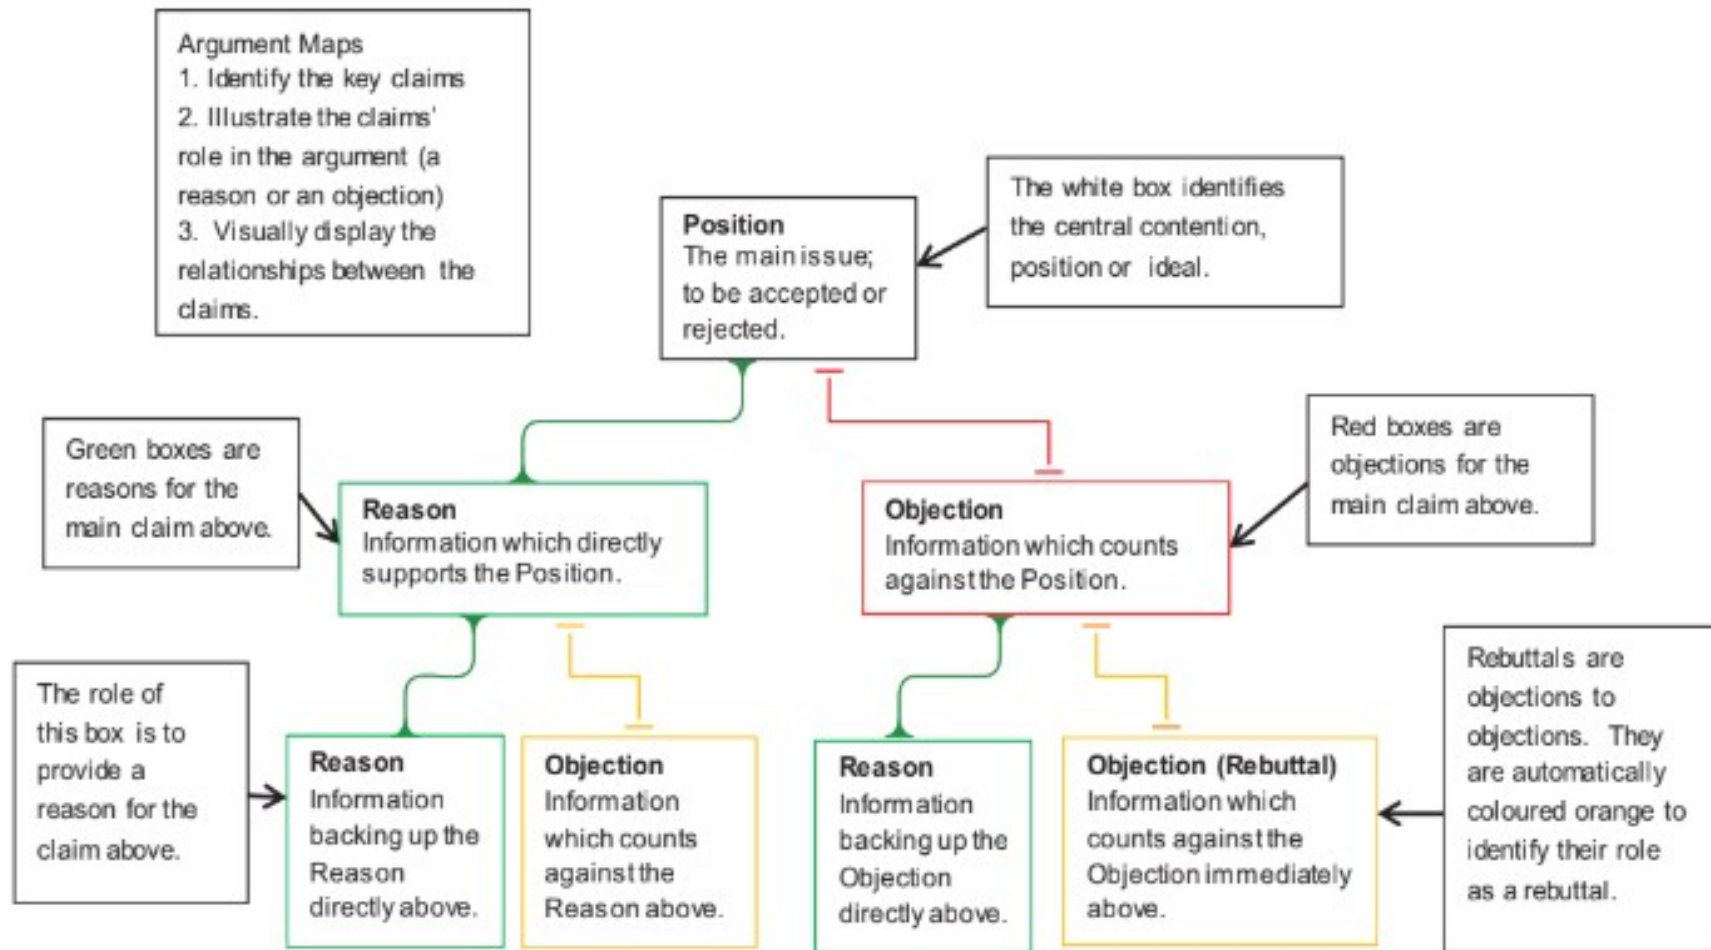 Argument Maps
1. Identify the key claims
2. Illustrate the claims'
role in the argument (a
reason or an objection)
3. Visually display the
relationships between the
claims.
Position
The main issue;
to be accepted or
rejected.
The white box identifies
the central contention,
position or ideal.
Green boxes are
reasons for the
main claim above.
Reason
Information which directly
supports the Position.
Objection
Information which counts
against the Position.
Red boxes are
objections for the
main claim above.
The role of
this box is to
provide a
reason for the
claim above.
Reason
Information
backing up the
Reason
directly above.
Objection
Information
which counts
against the
Reason above.
Reason
Information
backing up the
Objection
directly above.
Objection (Rebuttal)
Information which
counts against the
Objection immediately
above.
Rebuttals are
objections to
objections. They
are automatically
coloured orange to
identify their role
as a rebuttal.